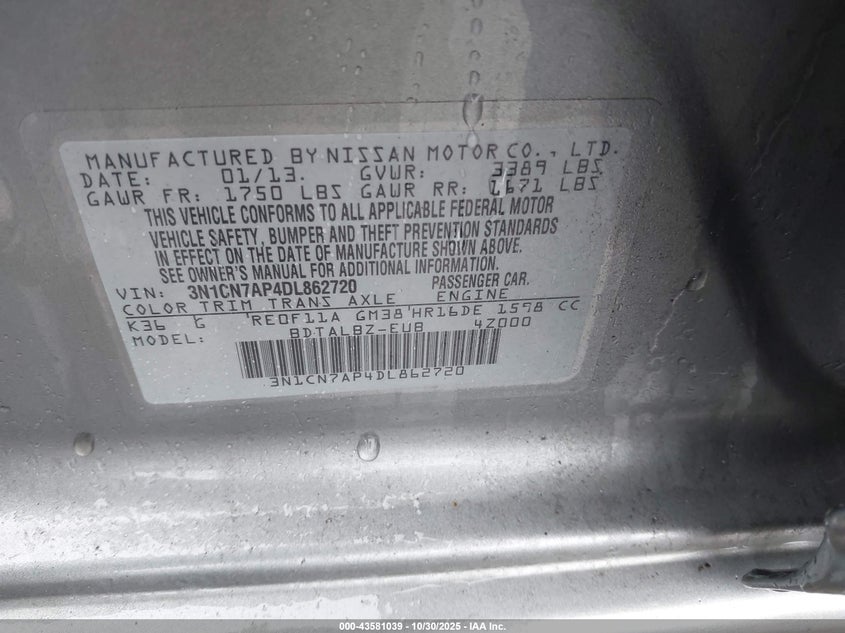 MANUFACTURED BY NISSAN MOTOR CO., LTD.
DATE: 01/13. GVWR: 3389 LBS
GAWR FR: 1750 LBS GAWR RR: 1671 LBS
THIS VEHICLE CONFORMS TO ALL APPLICABLE FEDERAL MOTOR
VEHICLE SAFETY, BUMPER AND THEFT PREVENTION STANDARDS
IN EFFECT ON THE DATE OF MANUFACTURE SHOWN ABOVE.
SEE OWNER'S MANUAL FOR ADDITIONAL INFORMATION.
VIN: 3N1CN7AP4DL862720 PASSENGER CAR.
COLOR TRIM TRANS AXLE ENGINE
K36 G RE0F11A GM38 HR16DE 1598 CC
MODEL: BDTALBZ-EUB 4Z000
3N1CN7AP4DL862720
000-43581039 - 10/30/2025 - IAA Inc.